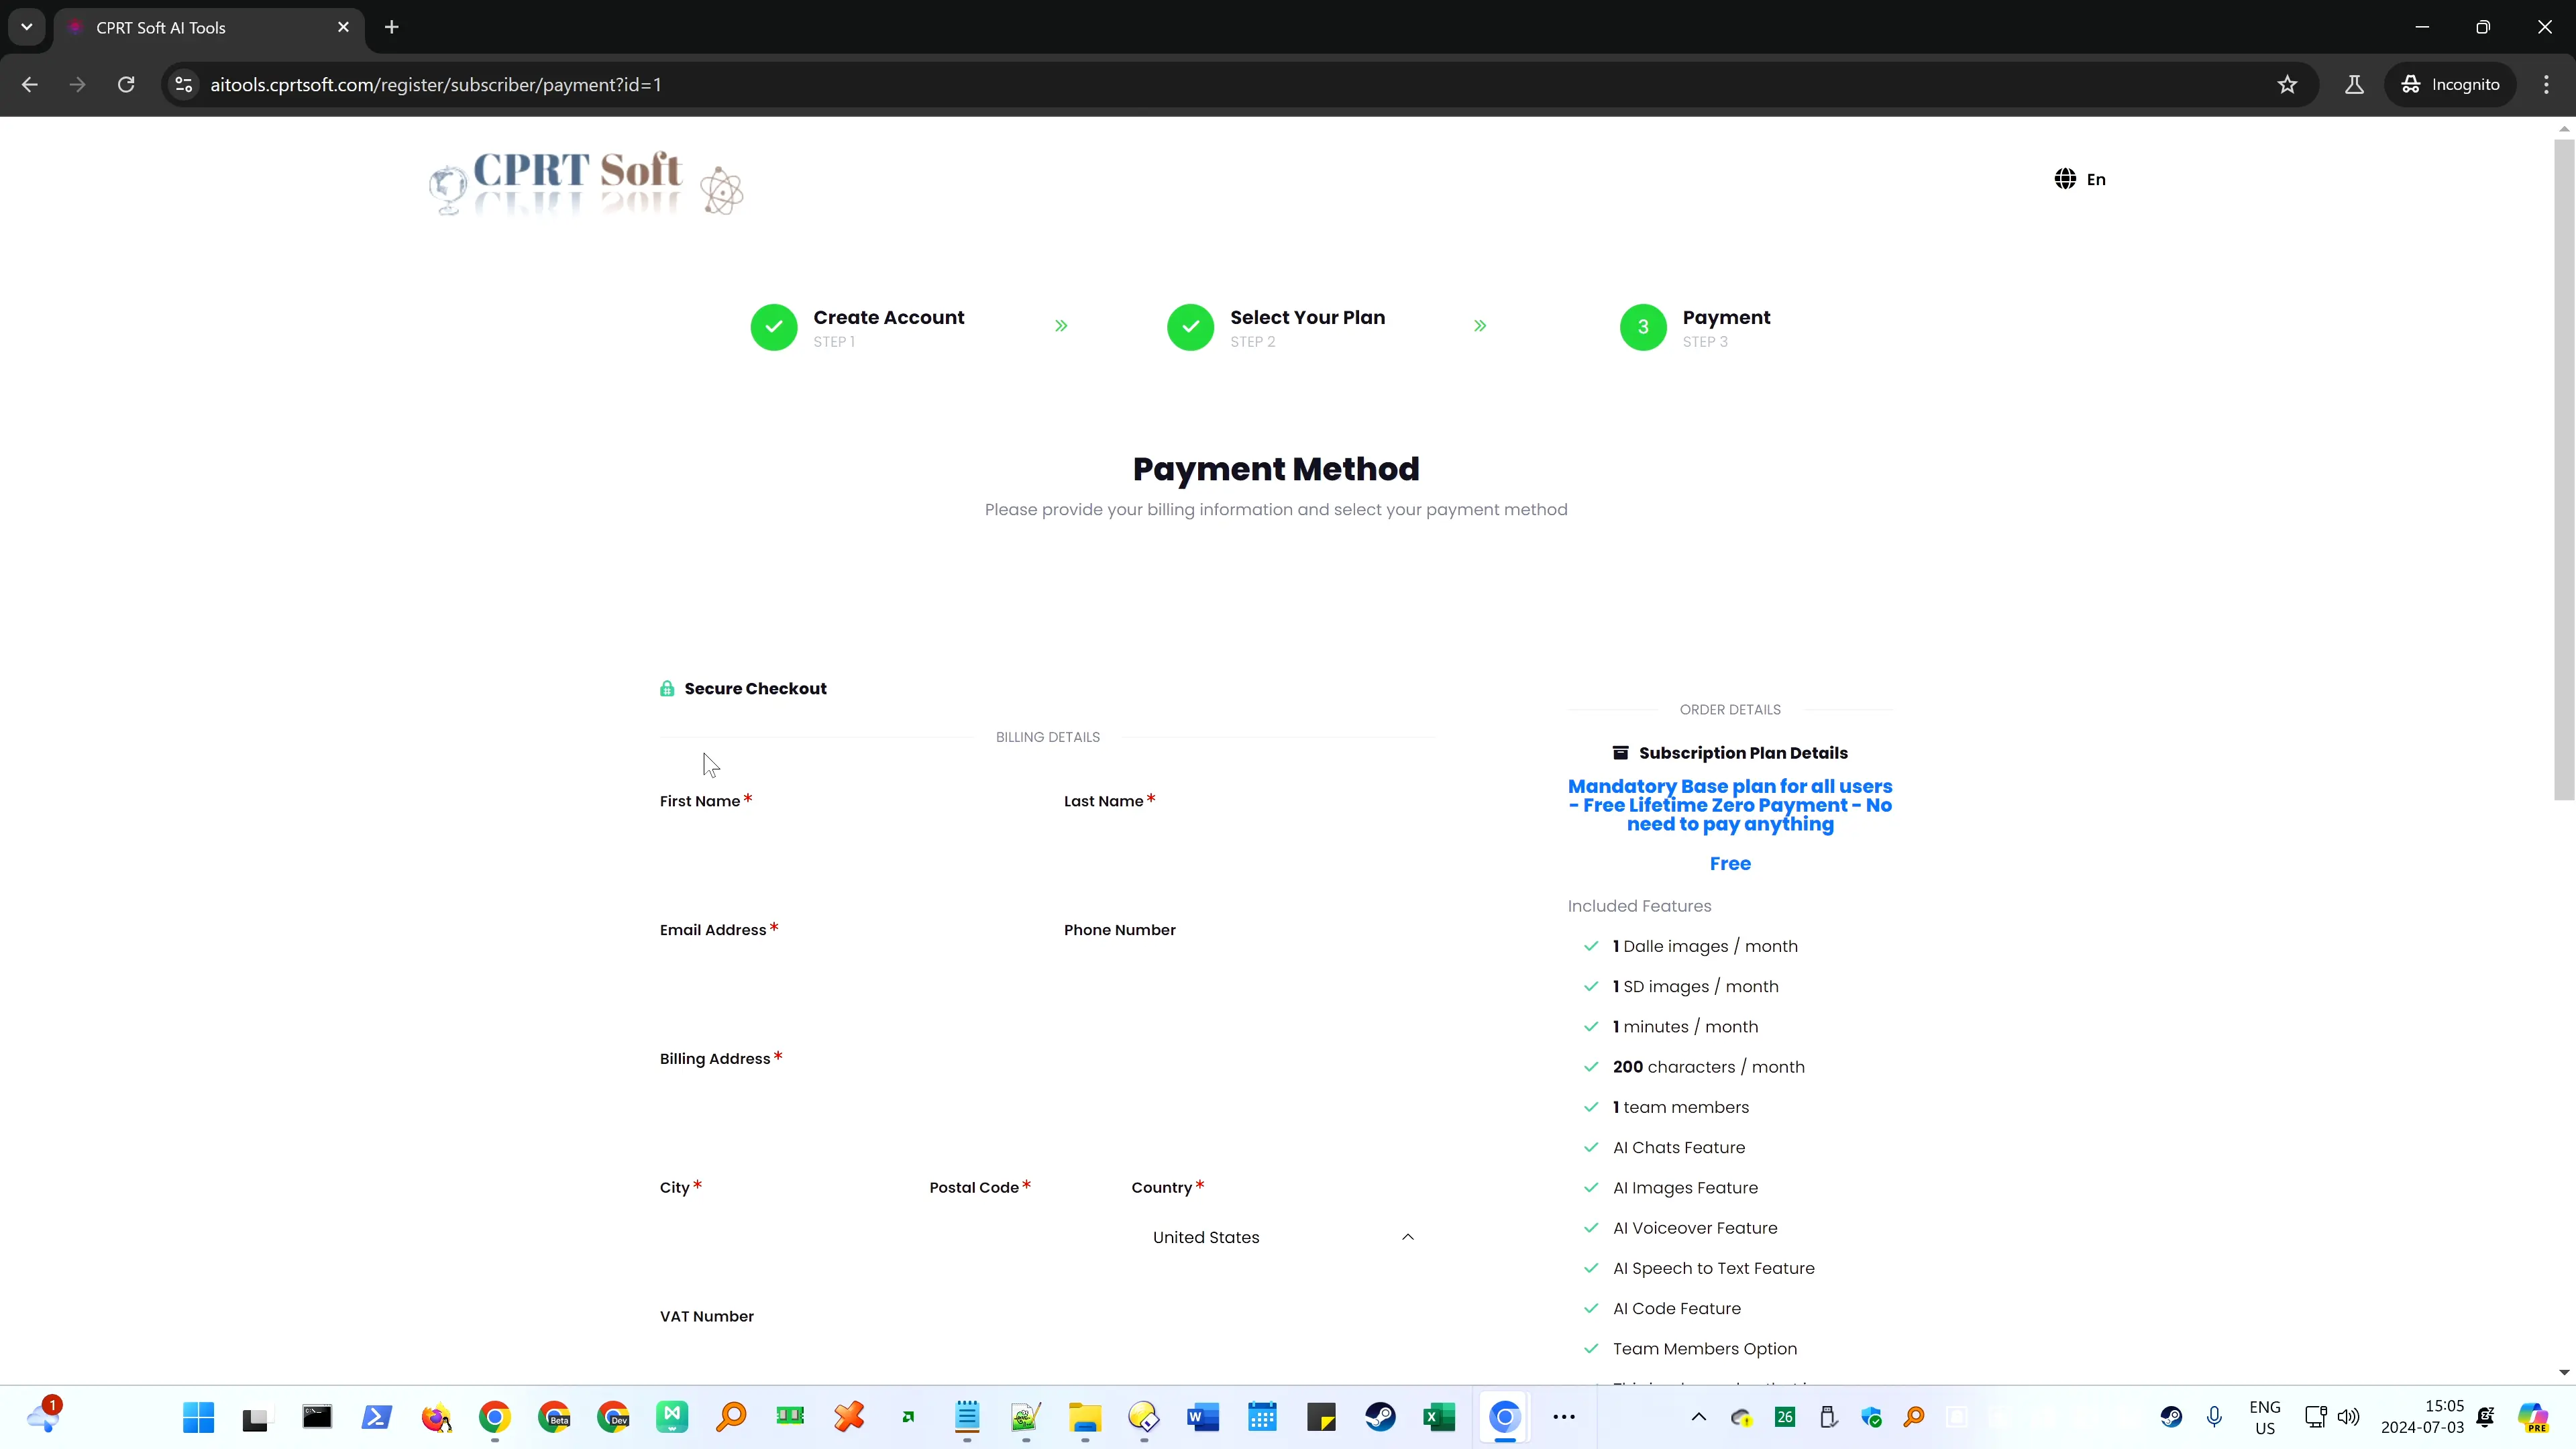 CPRT Soft AI Tools
aitools.cprtsoft.com/register/subscriber/payment?id=1
Incognito
CPRT Soft
En
Create Account
STEP 1
Select Your Plan
STEP 2
3
Payment
STEP 3
Payment Method
Please provide your billing information and select your payment method
Secure Checkout
BILLING DETAILS
First Name*
Last Name*
Email Address*
Phone Number
Billing Address*
City*
Postal Code*
Country*
United States
VAT Number
ORDER DETAILS
Subscription Plan Details
Mandatory Base plan for all users
- Free Lifetime Zero Payment - No
need to pay anything
Free
Included Features
1 Dalle images / month
1 SD images / month
1 minutes / month
200 characters / month
1 team members
AI Chats Feature
AI Images Feature
AI Voiceover Feature
AI Speech to Text Feature
AI Code Feature
Team Members Option
1
Beta
Dev
26
ENG
US
15:05
2024-07-03
PRE